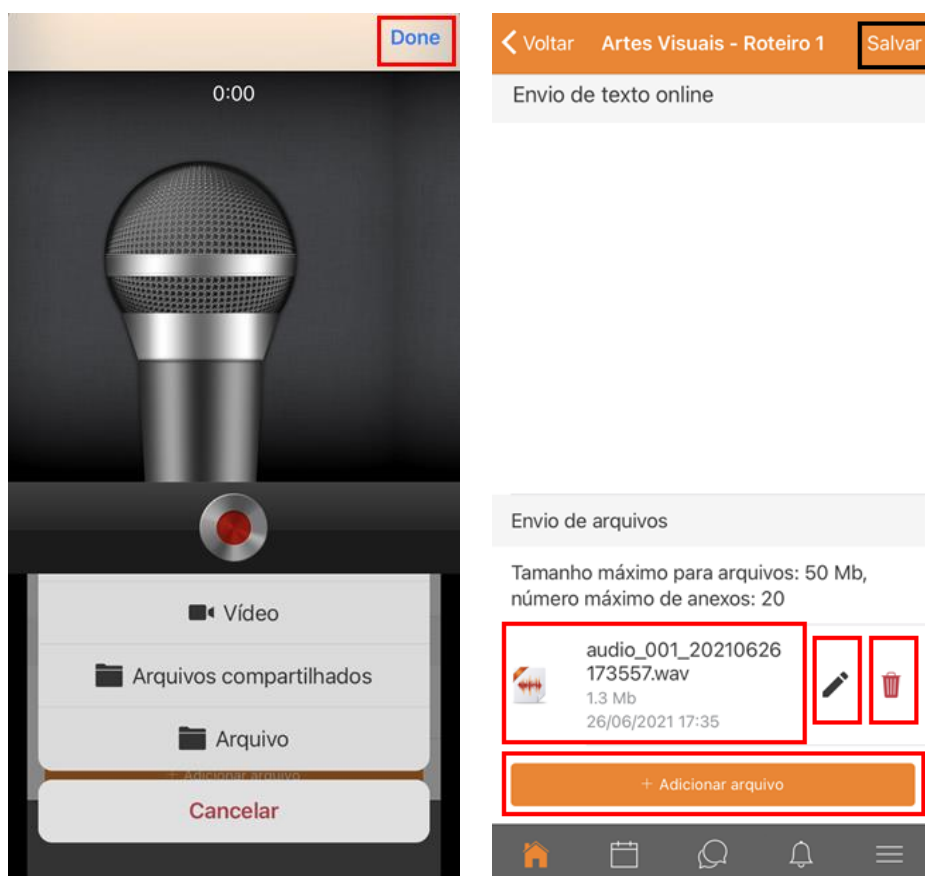 Done
0:00
Vídeo
Arquivos compartilhados
Arquivo
+ Adicionar arquivo
Cancelar
Voltar
Artes Visuais - Roteiro 1
Salvar
Envio de texto online
Envio de arquivos
Tamanho máximo para arquivos: 50 Mb,
número máximo de anexos: 20
audio_001_20210626
173557.wav
1.3 Mb
26/06/2021 17:35
+ Adicionar arquivo